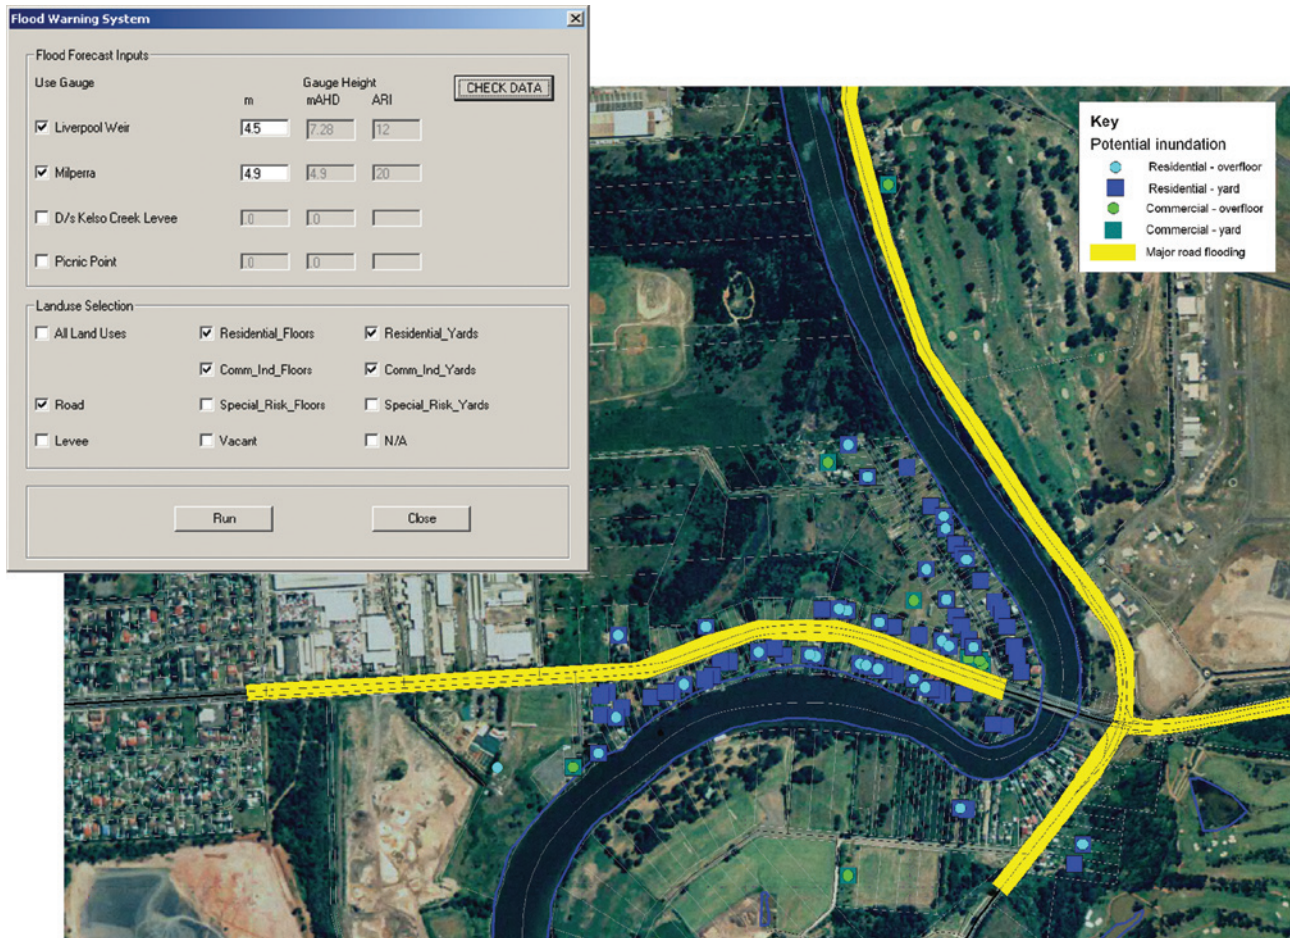 Flood Warning System
Flood Forecast Inputs
Use Gauge
Gauge Height
m mAHD ARI
CHECK DATA
Liverpool Weir 4.5 7.28 12
Milperra 4.9 4.9 20
D/s Kelso Creek Levee .0 .0
Picnic Point .0 .0
Landuse Selection
All Land Uses Residential_Floors Residential_Yards
Comm_Ind_Floors Comm_Ind_Yards
Road Special_Risk_Floors Special_Risk_Yards
Levee Vacant N/A
Run Close
Key
Potential inundation
Residential - overfloor
Residential - yard
Commercial - overfloor
Commercial - yard
Major road flooding